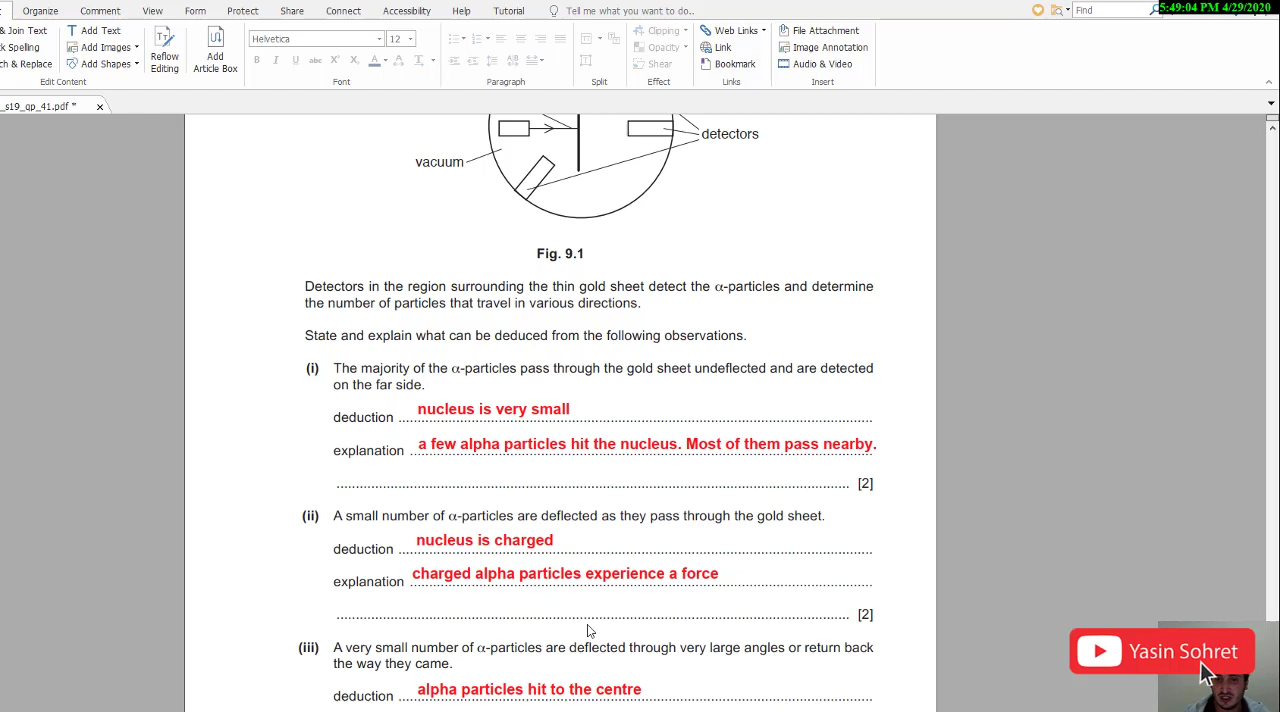 5:49:04 PM 4/29/2020
Organize Comment View Form Protect Share Connect Accessibility Help Tutorial Tell me what you want to do.. Find
& Join Text Add Text
ck Spelling Add Images
ch & Replace Add Shapes
Reflow Editing
Add Article Box
Helvetica 12
Clipping
Opacity
Shear
Web Links
Link
Bookmark
File Attachment
Image Annotation
Audio & Video
Edit Content Font Paragraph Split Effect Links Insert
_s19_qp_41.pdf *
detectors
vacuum
Fig. 9.1
Detectors in the region surrounding the thin gold sheet detect the α-particles and determine
the number of particles that travel in various directions.
State and explain what can be deduced from the following observations.
(i) The majority of the α-particles pass through the gold sheet undeflected and are detected
on the far side.
deduction nucleus is very small
explanation a few alpha particles hit the nucleus. Most of them pass nearby.
[2]
(ii) A small number of α-particles are deflected as they pass through the gold sheet.
deduction nucleus is charged
explanation charged alpha particles experience a force
[2]
(iii) A very small number of α-particles are deflected through very large angles or return back
the way they came.
deduction alpha particles hit to the centre
Yasin Sohret